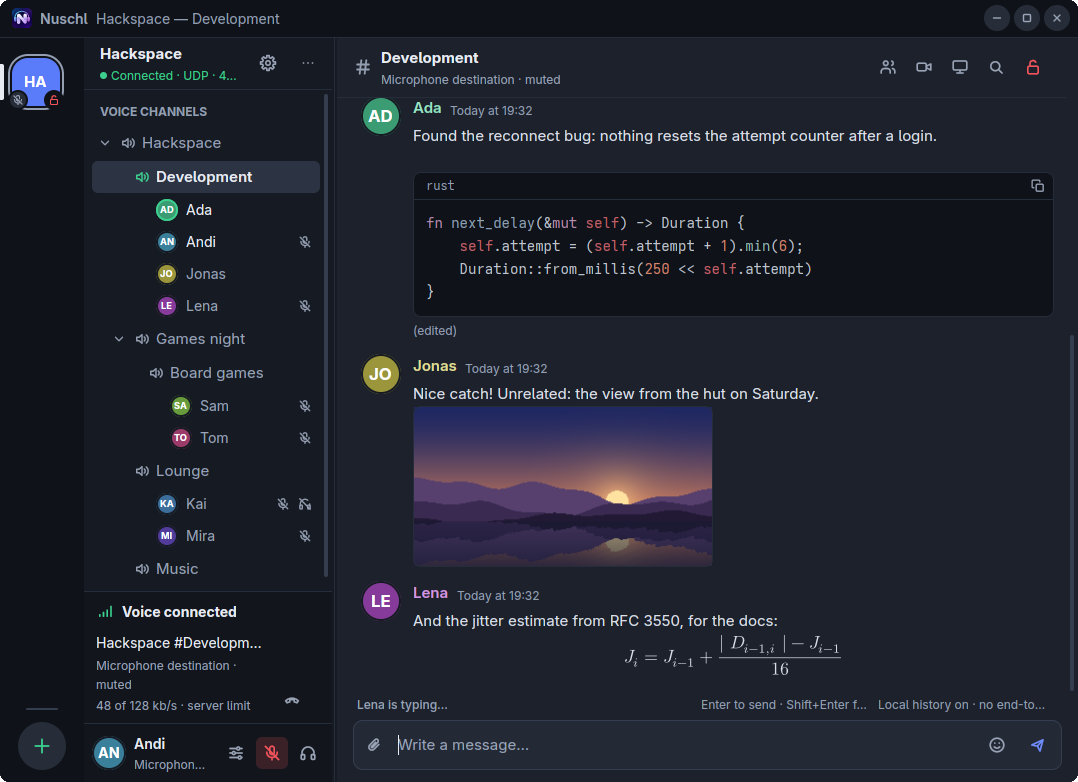 Nuschl Hackspace — Development
HA
Hackspace
Connected · UDP · 4...
VOICE CHANNELS
Hackspace
Development
AD Ada
AN Andi
JO Jonas
LE Lena
Games night
Board games
SA Sam
TO Tom
Lounge
KA Kai
MI Mira
Music
Voice connected
Hackspace #Developm...
Microphone destination ·
muted
48 of 128 kb/s · server limit
AN Andi
Microphon...
# Development
Microphone destination · muted
AD Ada Today at 19:32
Found the reconnect bug: nothing resets the attempt counter after a login.
rust
fn next_delay(&mut self) -> Duration {
    self.attempt = (self.attempt + 1).min(6);
    Duration::from_millis(250 << self.attempt)
}
(edited)
JO Jonas Today at 19:32
Nice catch! Unrelated: the view from the hut on Saturday.
LE Lena Today at 19:32
And the jitter estimate from RFC 3550, for the docs:
J_i = J_{i−1} + (| D_{i−1,i} | − J_{i−1}) / 16
Lena is typing... Enter to send · Shift+Enter f... Local history on · no end-to...
Write a message...